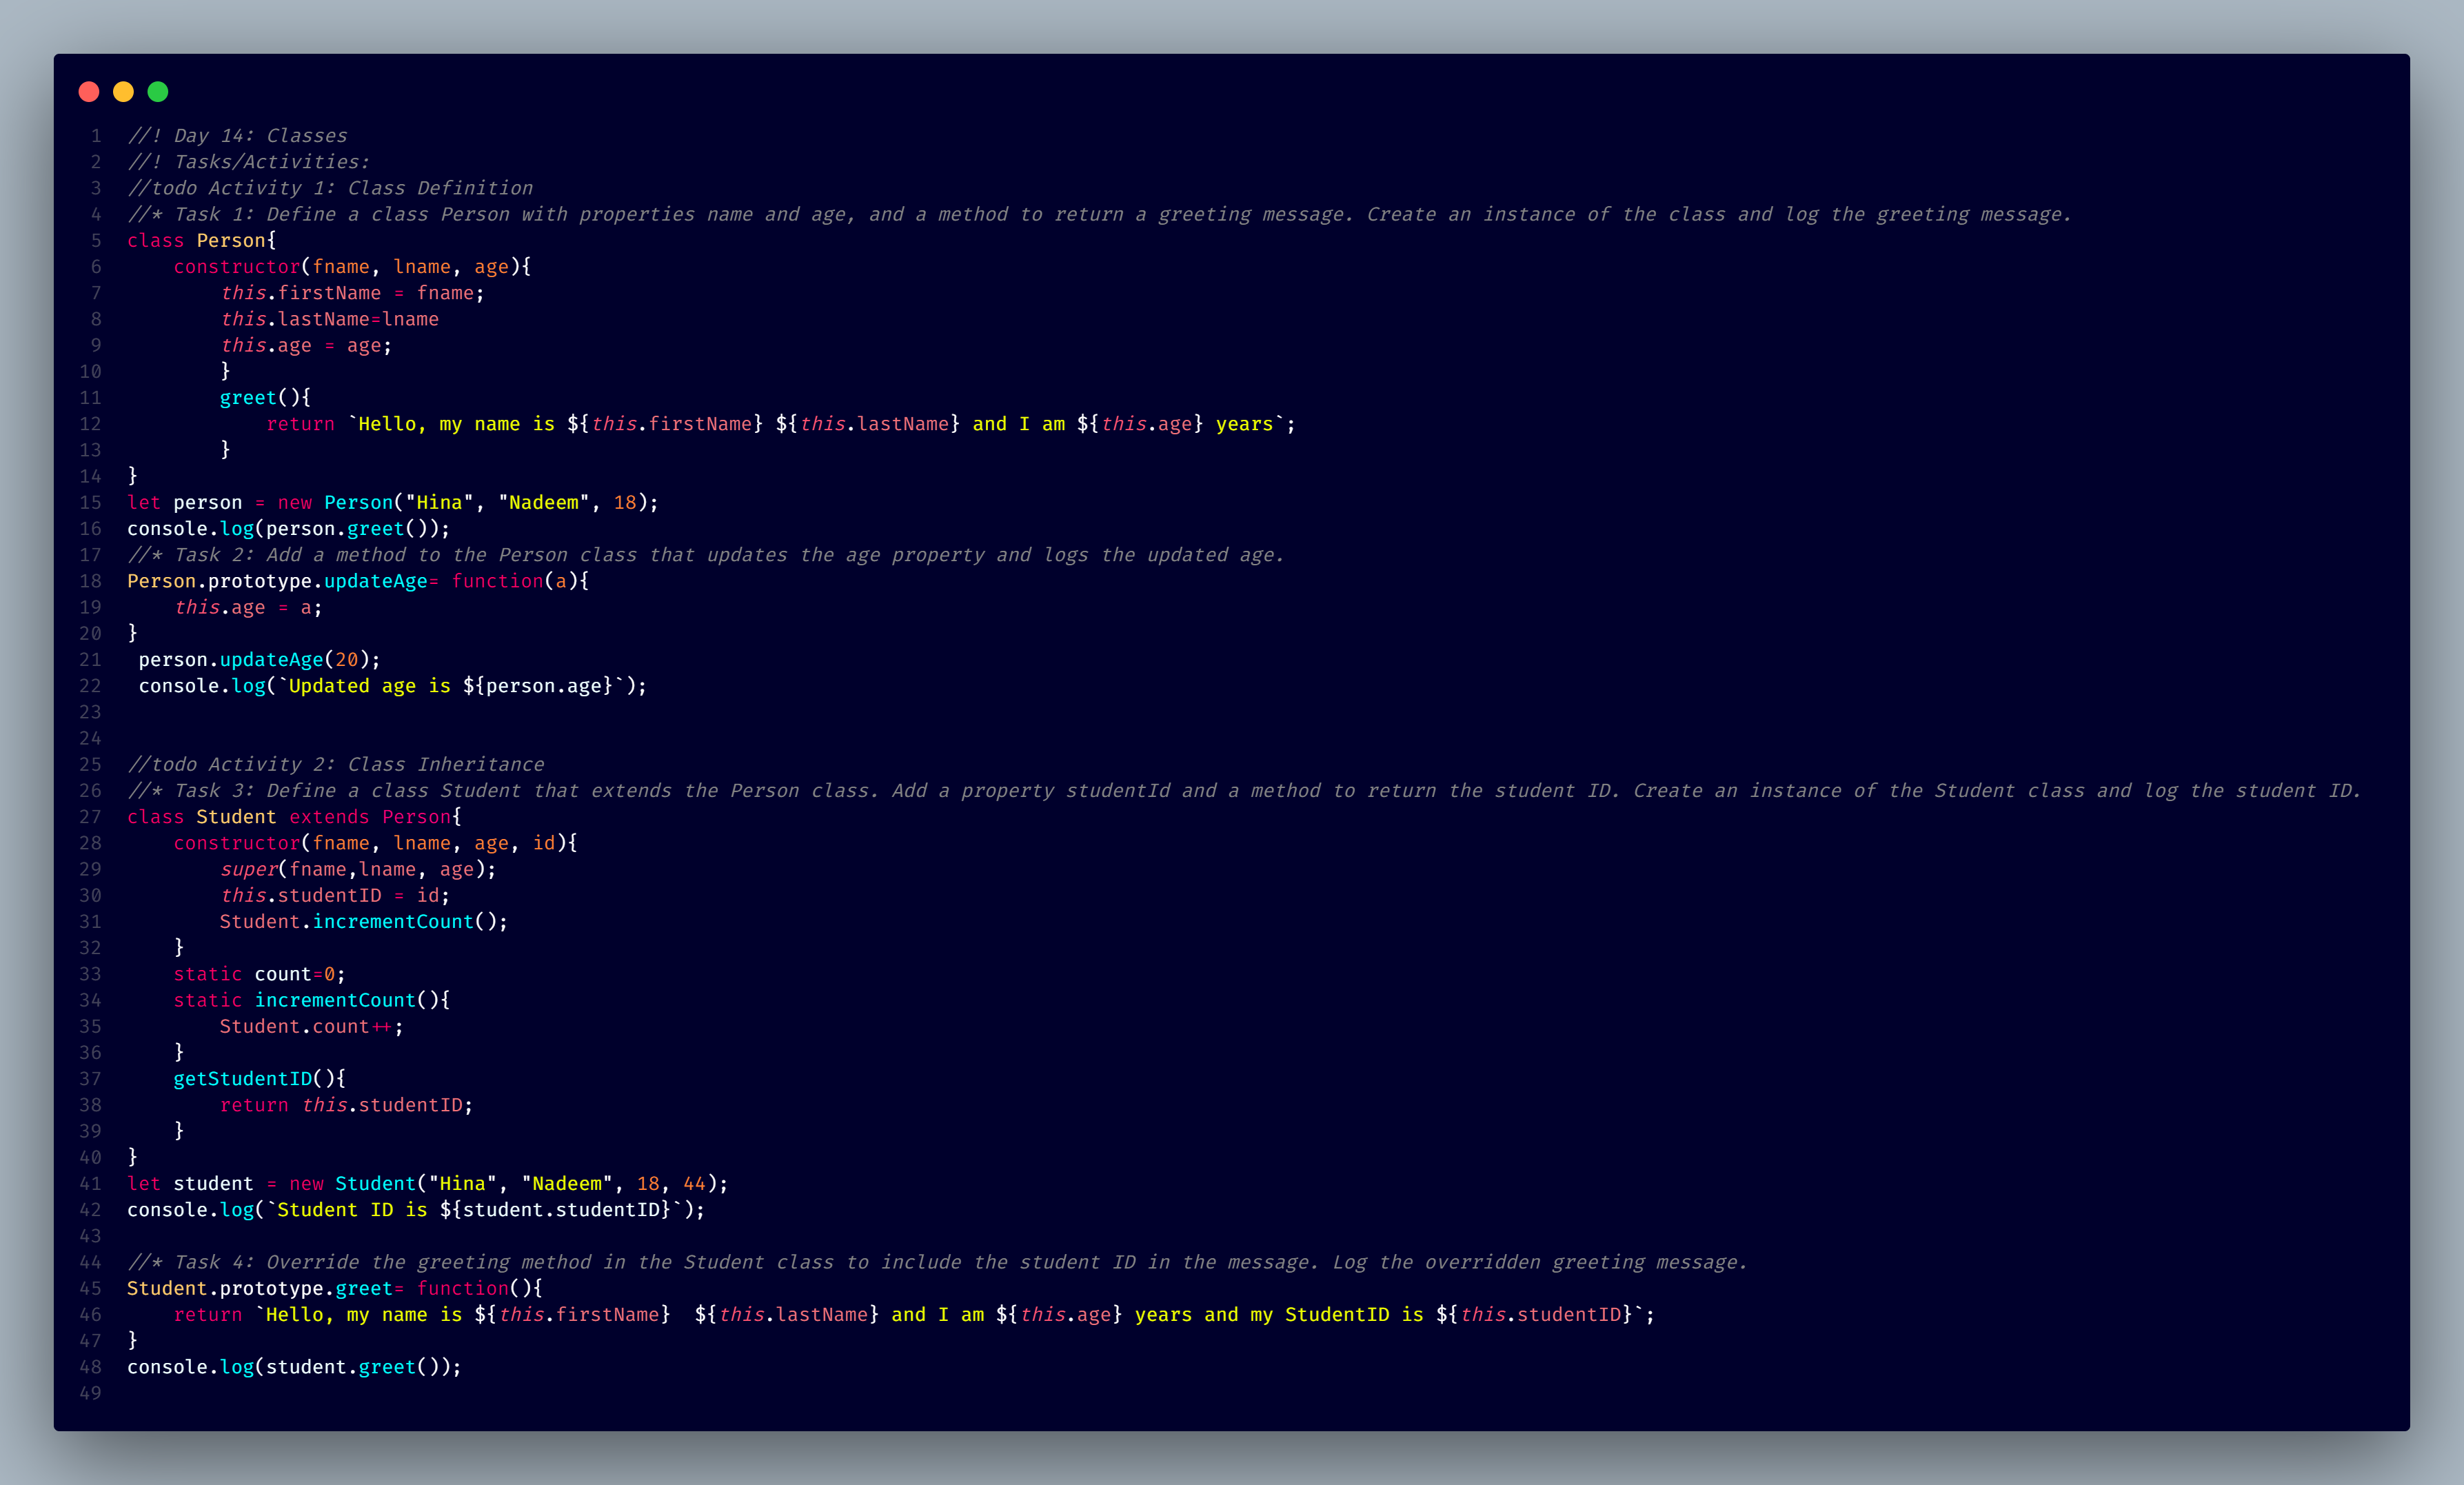 1 //! Day 14: Classes
2 //! Tasks/Activities:
3 //todo Activity 1: Class Definition
4 //* Task 1: Define a class Person with properties name and age, and a method to return a greeting message. Create an instance of the class and log the greeting message.
5 class Person{
6     constructor(fname, lname, age){
7         this.firstName = fname;
8         this.lastName=lname
9         this.age = age;
10         }
11         greet(){
12             return `Hello, my name is ${this.firstName} ${this.lastName} and I am ${this.age} years`;
13         }
14 }
15 let person = new Person("Hina", "Nadeem", 18);
16 console.log(person.greet());
17 //* Task 2: Add a method to the Person class that updates the age property and logs the updated age.
18 Person.prototype.updateAge= function(a){
19     this.age = a;
20 }
21  person.updateAge(20);
22  console.log(`Updated age is ${person.age}`);
23
24
25 //todo Activity 2: Class Inheritance
26 //* Task 3: Define a class Student that extends the Person class. Add a property studentId and a method to return the student ID. Create an instance of the Student class and log the student ID.
27 class Student extends Person{
28     constructor(fname, lname, age, id){
29         super(fname,lname, age);
30         this.studentID = id;
31         Student.incrementCount();
32     }
33     static count=0;
34     static incrementCount(){
35         Student.count++;
36     }
37     getStudentID(){
38         return this.studentID;
39     }
40 }
41 let student = new Student("Hina", "Nadeem", 18, 44);
42 console.log(`Student ID is ${student.studentID}`);
43
44 //* Task 4: Override the greeting method in the Student class to include the student ID in the message. Log the overridden greeting message.
45 Student.prototype.greet= function(){
46     return `Hello, my name is ${this.firstName}  ${this.lastName} and I am ${this.age} years and my StudentID is ${this.studentID}`;
47 }
48 console.log(student.greet());
49